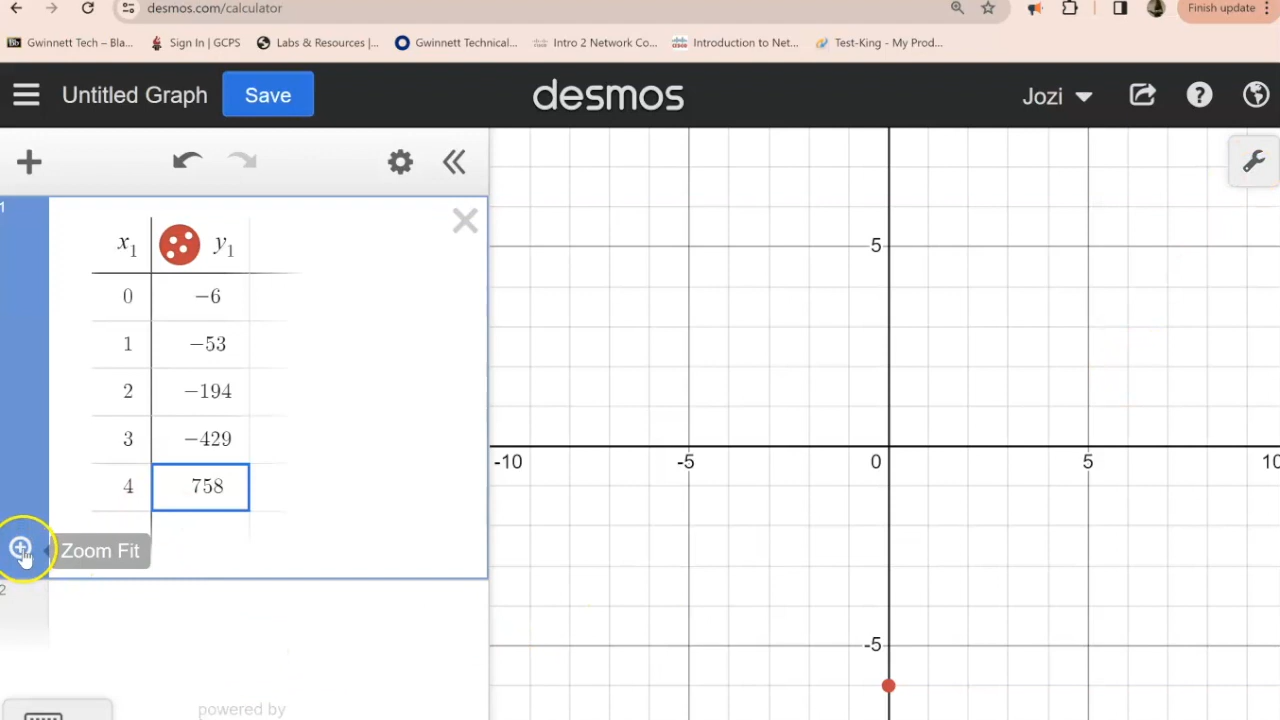 desmos.com/calculator
Finish update
Gwinnett Tech – Bla...
Sign In | GCPS
Labs & Resources |...
Gwinnett Technical...
Intro 2 Network Co...
Introduction to Net...
Test-King - My Prod...
Untitled Graph
Save
desmos
Jozi
1
x₁ y₁
0 −6
1 −53
2 −194
3 −429
4 758
Zoom Fit
2
powered by
5
-10 -5 0 5 10
-5